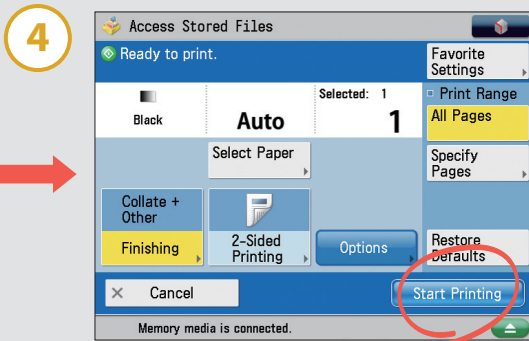 4
Access Stored Files
Ready to print.
Favorite
Settings
Selected: 1
Black
Auto
1
Print Range
All Pages
Select Paper
Specify
Pages
Collate +
Other
Finishing
2-Sided
Printing
Options
Restore
Defaults
Cancel
Start Printing
Memory media is connected.